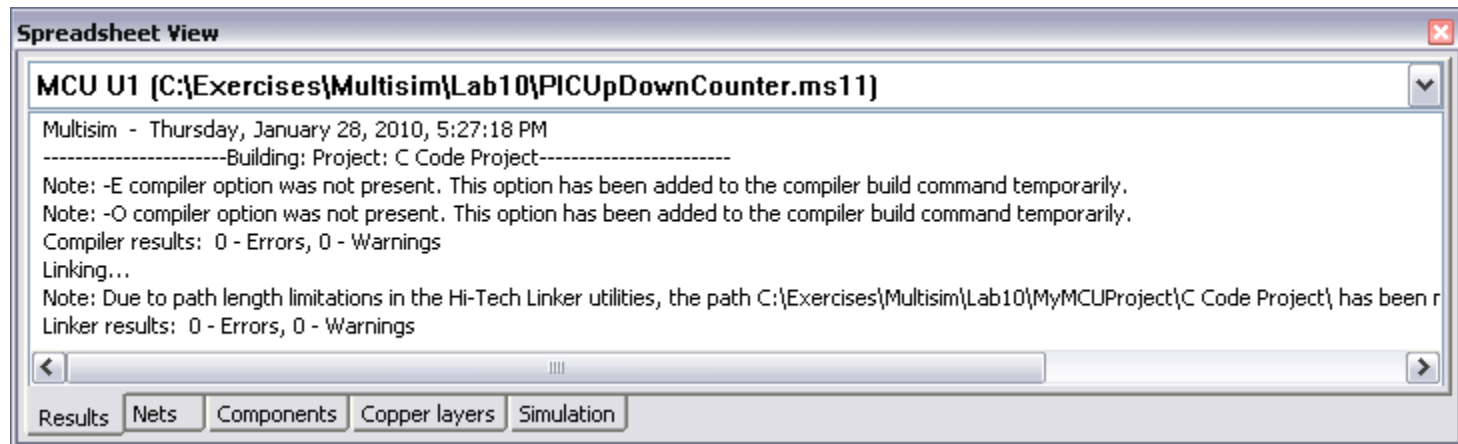 Spreadsheet View
MCU U1 (C:\Exercises\Multisim\Lab10\PICUpDownCounter.ms11)
Multisim - Thursday, January 28, 2010, 5:27:18 PM
-----------------------Building: Project: C Code Project------------------------
Note: -E compiler option was not present. This option has been added to the compiler build command temporarily.
Note: -O compiler option was not present. This option has been added to the compiler build command temporarily.
Compiler results: 0 - Errors, 0 - Warnings
Linking...
Note: Due to path length limitations in the Hi-Tech Linker utilities, the path C:\Exercises\Multisim\Lab10\MyMCUProject\C Code Project\ has been
Linker results: 0 - Errors, 0 - Warnings
Results Nets Components Copper layers Simulation